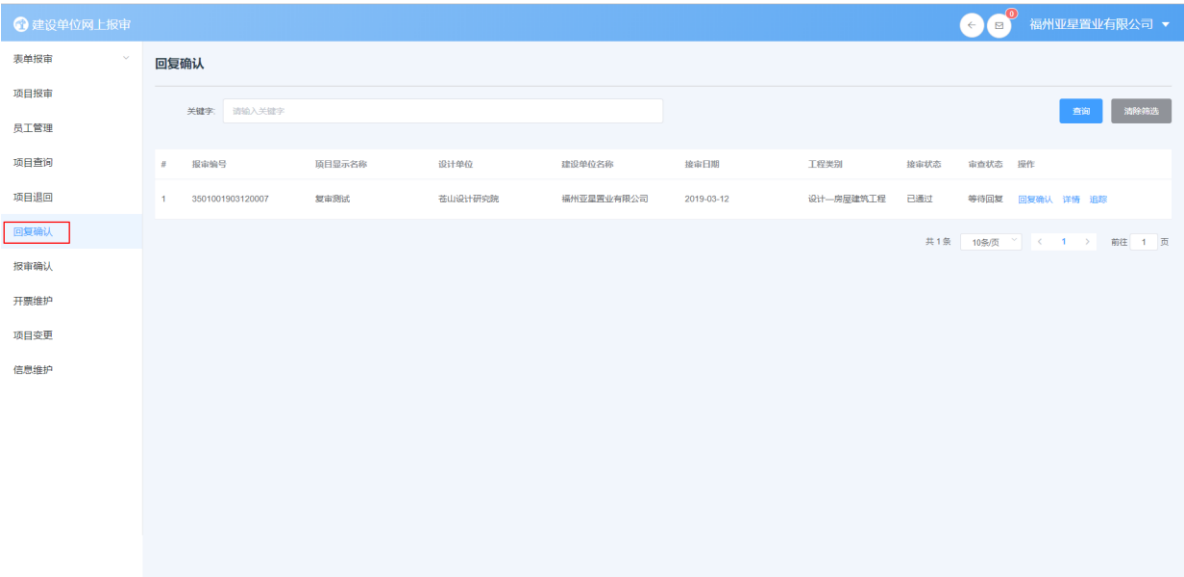 建设单位网上报审
0
福州亚星置业有限公司
表单报审
项目报审
员工管理
项目查询
项目退回
回复确认
报审确认
开票维护
项目变更
信息维护
回复确认
关键字: 请输入关键字 查询 清除筛选
# 报审编号 项目显示名称 设计单位 建设单位名称 接审日期 工程类别 接审状态 审查状态 操作
1 3501001903120007 复审测试 苍山设计研究院 福州亚星置业有限公司 2019-03-12 设计—房屋建筑工程 已通过 等待回复 回复确认 详情 追踪
共 1 条 10条/页 < 1 > 前往 1 页